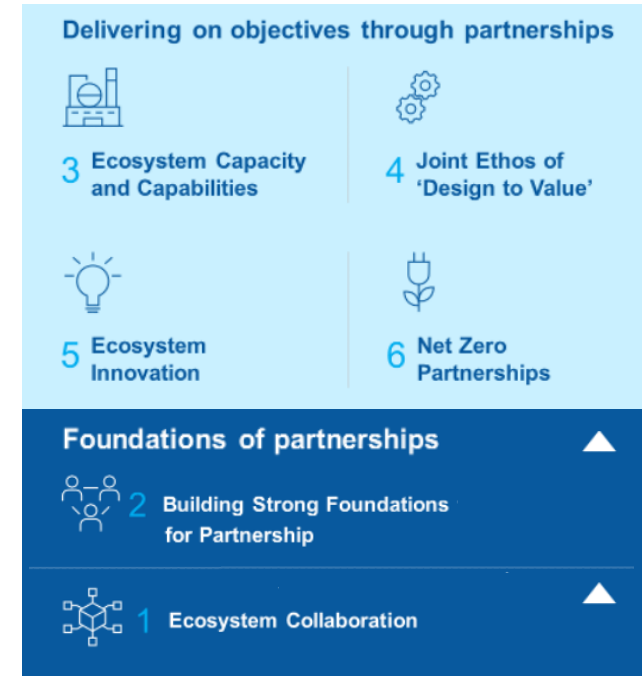 Delivering on objectives through partnerships
3 Ecosystem Capacity
and Capabilities
4 Joint Ethos of
‘Design to Value’
5 Ecosystem
Innovation
6 Net Zero
Partnerships
Foundations of partnerships
2 Building Strong Foundations
for Partnership
1 Ecosystem Collaboration